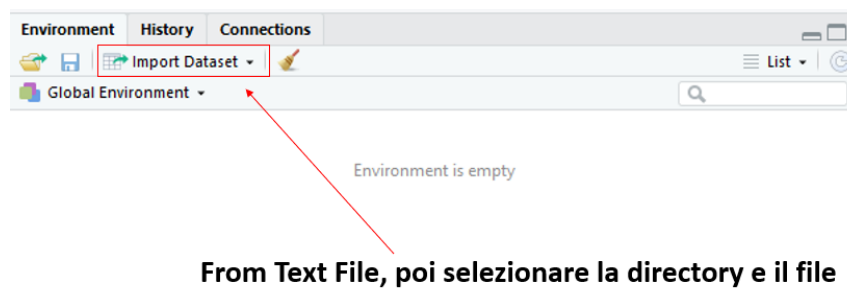 Environment History Connections
Import Dataset List
Global Environment
Environment is empty
From Text File, poi selezionare la directory e il file